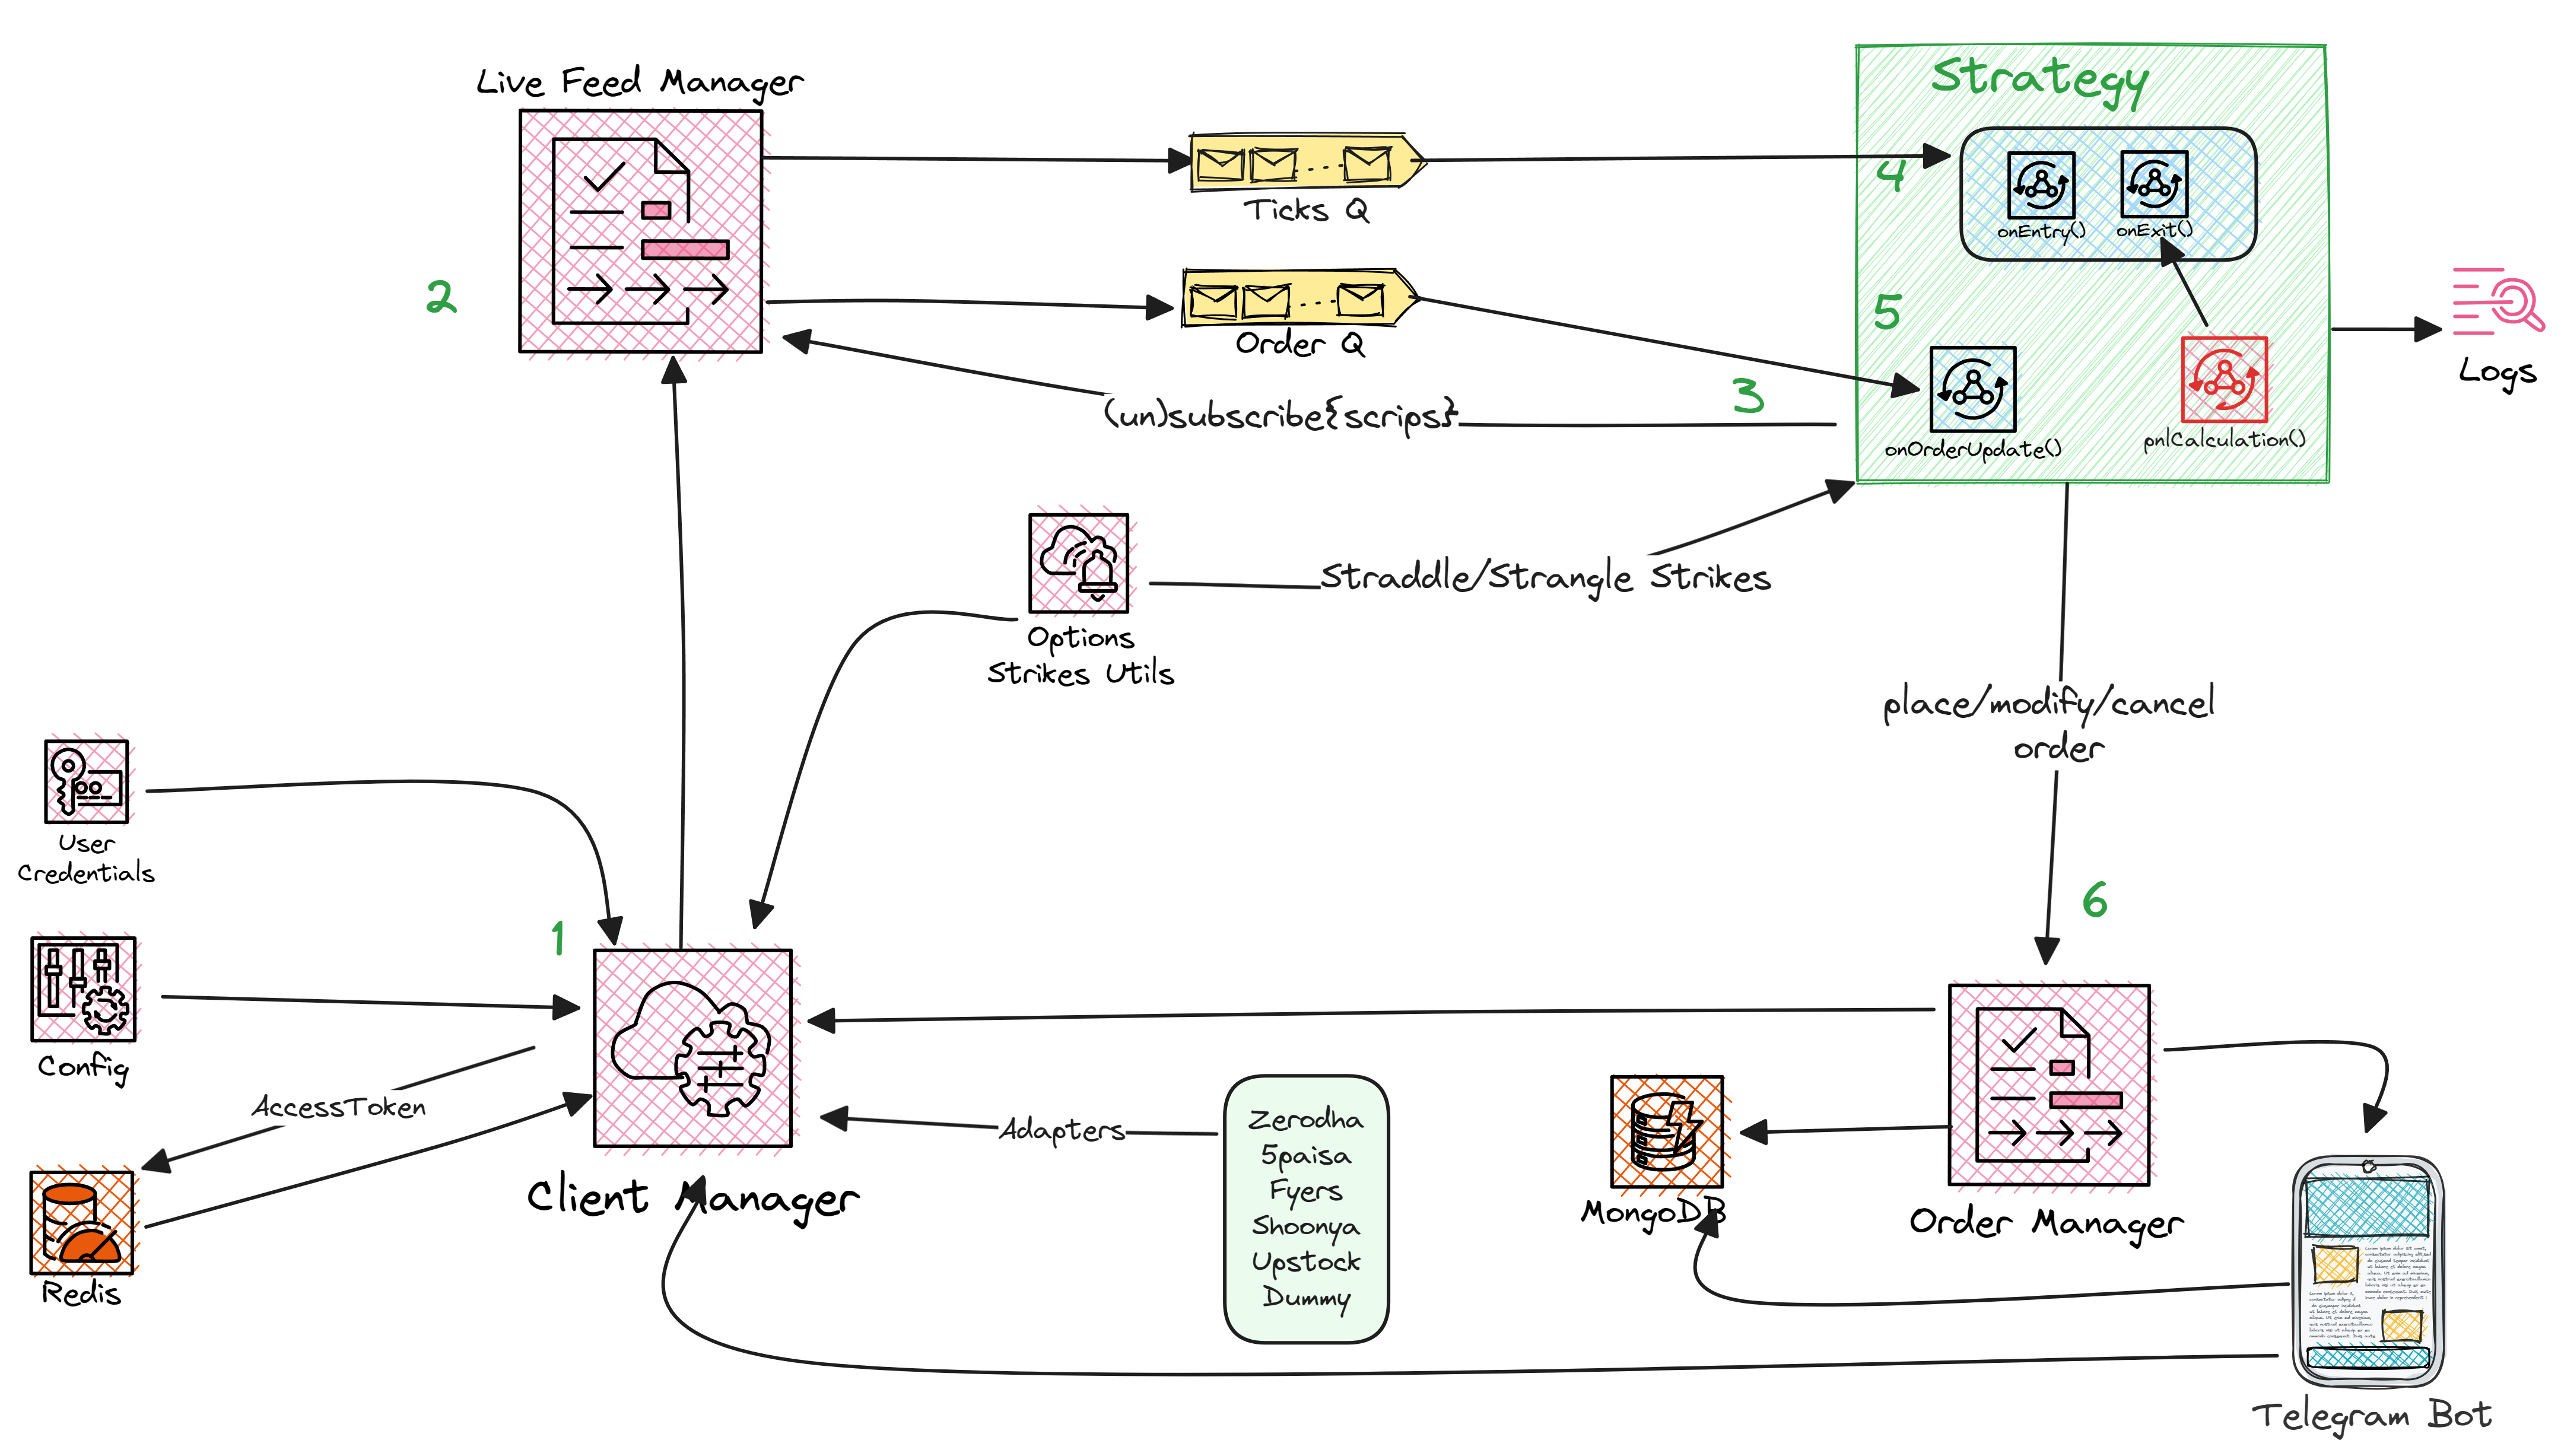 Live Feed Manager
2
Ticks Q
Order Q
(un)subscribe{scrips}
3
Strategy
4
onEntry()
onExit()
5
onOrderUpdate()
pnlCalculation()
Logs
Options
Strikes Utils
Straddle/Strangle Strikes
place/modify/cancel
order
User
Credentials
Config
AccessToken
Redis
1
Client Manager
Adapters
Zerodha
5paisa
Fyers
Shoonya
Upstock
Dummy
6
MongoDB
Order Manager
Telegram Bot